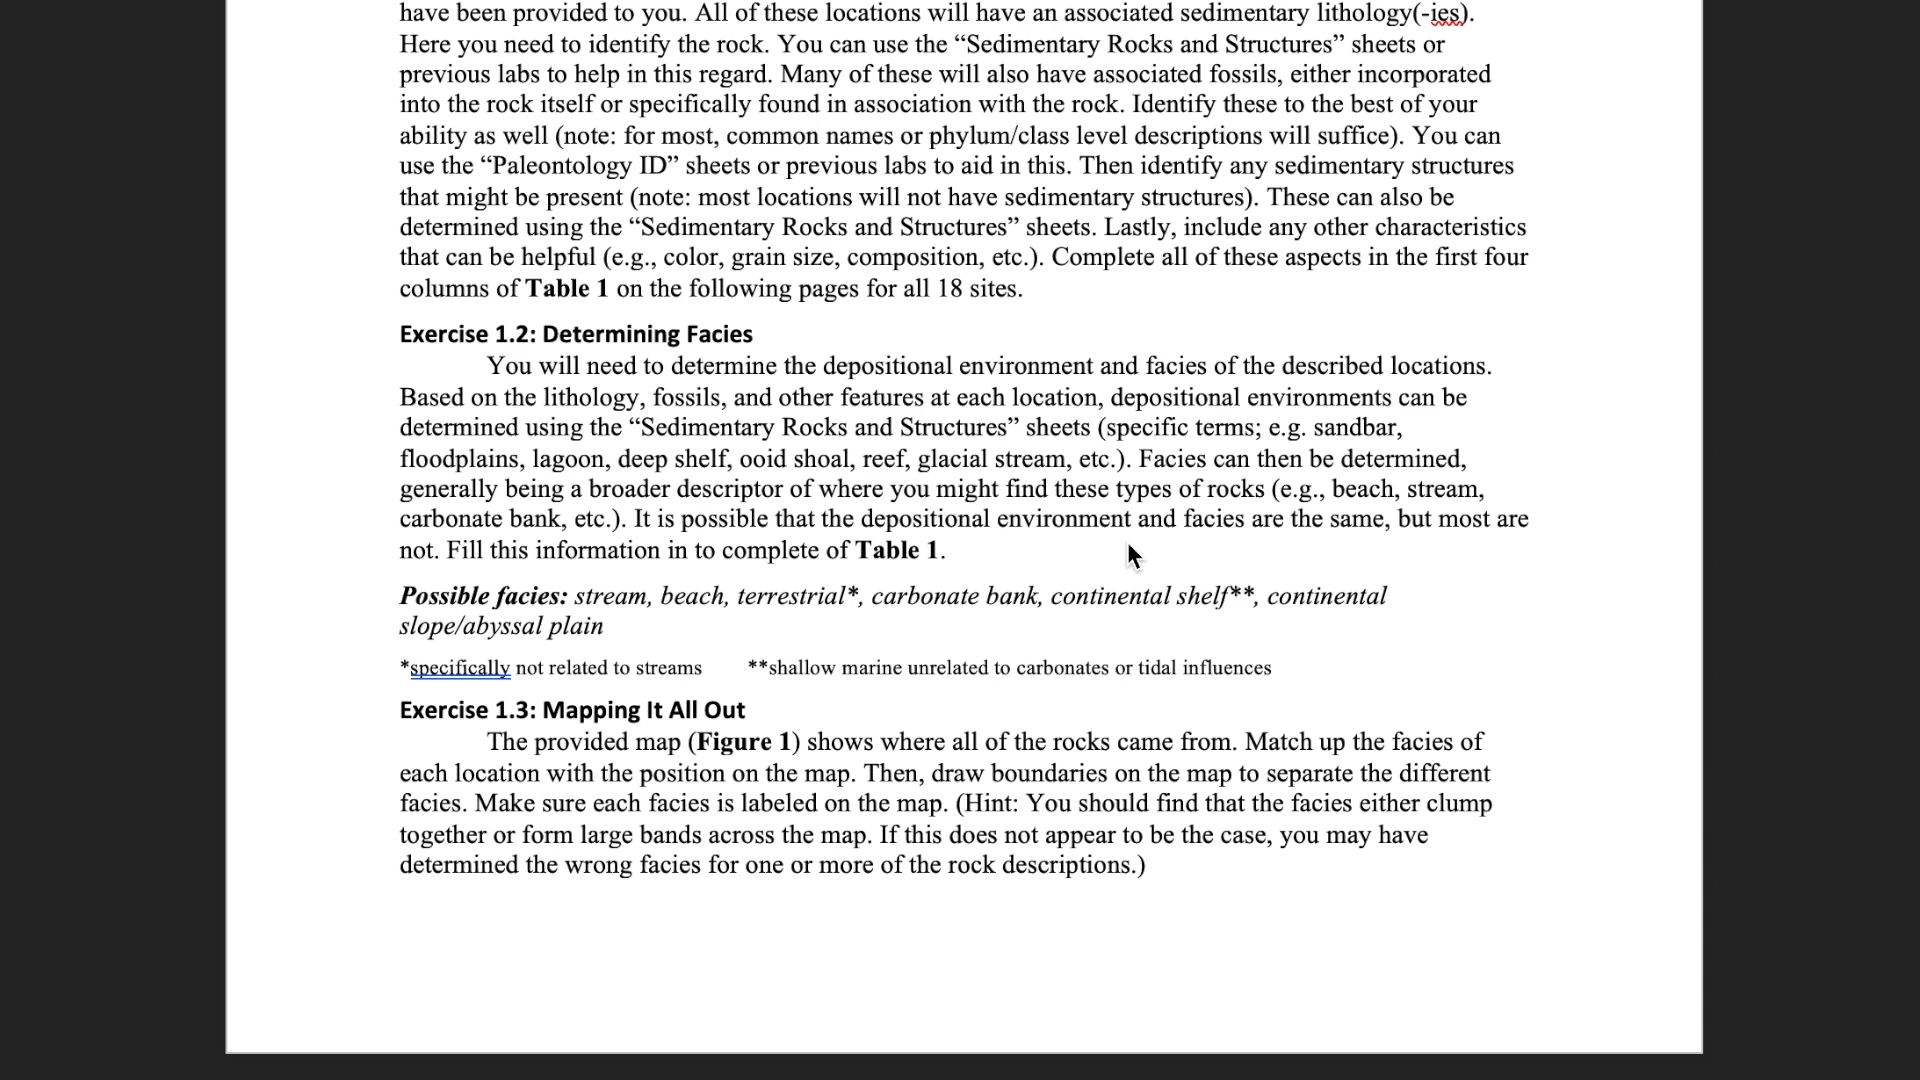 have been provided to you. All of these locations will have an associated sedimentary lithology(-ies).
Here you need to identify the rock. You can use the “Sedimentary Rocks and Structures” sheets or
previous labs to help in this regard. Many of these will also have associated fossils, either incorporated
into the rock itself or specifically found in association with the rock. Identify these to the best of your
ability as well (note: for most, common names or phylum/class level descriptions will suffice). You can
use the “Paleontology ID” sheets or previous labs to aid in this. Then identify any sedimentary structures
that might be present (note: most locations will not have sedimentary structures). These can also be
determined using the “Sedimentary Rocks and Structures” sheets. Lastly, include any other characteristics
that can be helpful (e.g., color, grain size, composition, etc.). Complete all of these aspects in the first four
columns of Table 1 on the following pages for all 18 sites.
Exercise 1.2: Determining Facies
You will need to determine the depositional environment and facies of the described locations.
Based on the lithology, fossils, and other features at each location, depositional environments can be
determined using the “Sedimentary Rocks and Structures” sheets (specific terms; e.g. sandbar,
floodplains, lagoon, deep shelf, ooid shoal, reef, glacial stream, etc.). Facies can then be determined,
generally being a broader descriptor of where you might find these types of rocks (e.g., beach, stream,
carbonate bank, etc.). It is possible that the depositional environment and facies are the same, but most are
not. Fill this information in to complete of Table 1.
Possible facies: stream, beach, terrestrial*, carbonate bank, continental shelf**, continental
slope/abyssal plain
*specifically not related to streams **shallow marine unrelated to carbonates or tidal influences
Exercise 1.3: Mapping It All Out
The provided map (Figure 1) shows where all of the rocks came from. Match up the facies of
each location with the position on the map. Then, draw boundaries on the map to separate the different
facies. Make sure each facies is labeled on the map. (Hint: You should find that the facies either clump
together or form large bands across the map. If this does not appear to be the case, you may have
determined the wrong facies for one or more of the rock descriptions.)